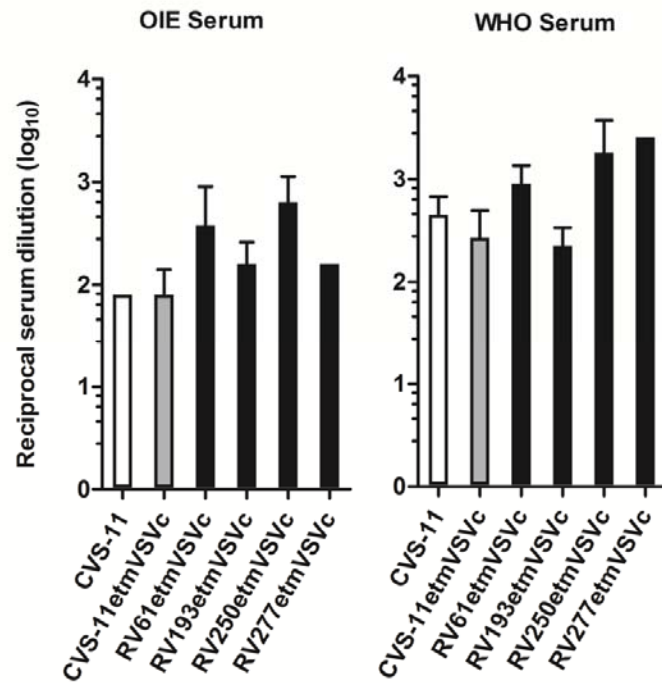 OIE Serum
WHO Serum
Reciprocal serum dilution (log10)
4
3
2
1
0
CVS-11
CVS-11etmVSVc
RV61etmVSVc
RV193etmVSVc
RV250etmVSVc
RV277etmVSVc
4
3
2
1
0
CVS-11
CVS-11etmVSVc
RV61etmVSVc
RV193etmVSVc
RV250etmVSVc
RV277etmVSVc